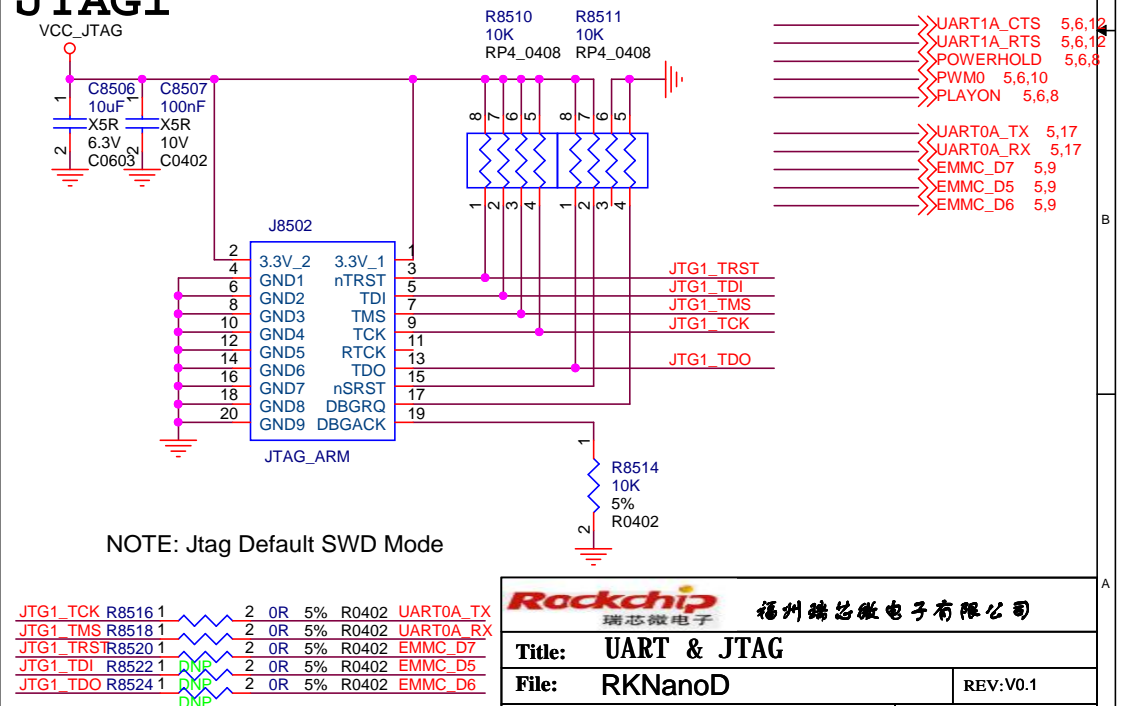 JTAG1
VCC_JTAG
C8506
10uF
X5R
6.3V
C0603
1
2
C8507
100nF
X5R
10V
C0402
1
2
R8510
10K
RP4_0408
R8511
10K
RP4_0408
8 7 6 5 8 7 6 5
1 2 3 4 1 2 3 4
UART1A_CTS 5,6,12
UART1A_RTS 5,6,12
POWERHOLD 5,6,8
PWM0 5,6,10
PLAYON 5,6,8
UART0A_TX 5,17
UART0A_RX 5,17
EMMC_D7 5,9
EMMC_D5 5,9
EMMC_D6 5,9
B
J8502
2 3.3V_2 3.3V_1 1
4 GND1 nTRST 3 JTG1_TRST
6 GND2 TDI 5 JTG1_TDI
8 GND3 TMS 7 JTG1_TMS
10 GND4 TCK 9 JTG1_TCK
12 GND5 RTCK 11
14 GND6 TDO 13 JTG1_TDO
16 GND7 nSRST 15
18 GND8 DBGRQ 17
20 GND9 DBGACK 19
JTAG_ARM
1
R8514
10K
5%
R0402
2
NOTE: Jtag Default SWD Mode
A
JTG1_TCK R8516 1 2 0R 5% R0402 UART0A_TX
JTG1_TMS R8518 1 2 0R 5% R0402 UART0A_RX
JTG1_TRST R8520 1 2 0R 5% R0402 EMMC_D7
JTG1_TDI R8522 1 DNP 2 0R 5% R0402 EMMC_D5
JTG1_TDO R8524 1 DNP 2 0R 5% R0402 EMMC_D6
DNP
Rockchip
瑞芯微电子
福州瑞芯微电子有限公司
Title: UART & JTAG
File: RKNanoD
REV:V0.1